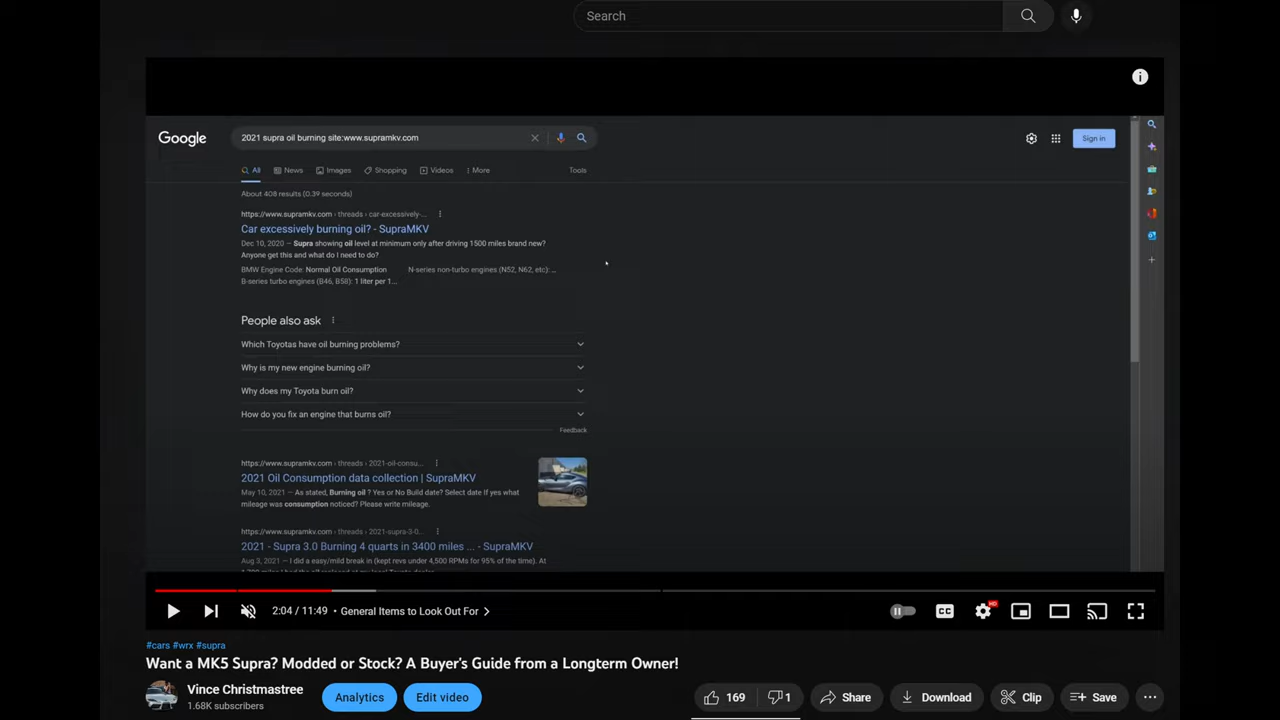 Search
Google
2021 supra oil burning site:www.supramkv.com
Sign in
All News Images Shopping Videos More Tools
About 408 results (0.39 seconds)
https://www.supramkv.com › threads › car-excessively-...
Car excessively burning oil? - SupraMKV
Dec 10, 2020 — Supra showing oil level at minimum only after driving 1500 miles brand new?
Anyone get this and what do I need to do?
BMW Engine Code: Normal Oil Consumption N-series non-turbo engines (N52, N62, etc): ...
B-series turbo engines (B46, B58): 1 liter per 1...
People also ask
Which Toyotas have oil burning problems?
Why is my new engine burning oil?
Why does my Toyota burn oil?
How do you fix an engine that burns oil?
Feedback
https://www.supramkv.com › threads › 2021-oil-consu...
2021 Oil Consumption data collection | SupraMKV
May 10, 2021 — As stated, Burning oil ? Yes or No Build date? Select date If yes what
mileage was consumption noticed? Please write mileage.
https://www.supramkv.com › threads › 2021-supra-3-0...
2021 - Supra 3.0 Burning 4 quarts in 3400 miles ... - SupraMKV
Aug 3, 2021 — I did a easy/mild break in (kept revs under 4,500 RPMs for 95% of the time). At
2:04 / 11:49 • General Items to Look Out For
CC
HD
#cars #wrx #supra
Want a MK5 Supra? Modded or Stock? A Buyer's Guide from a Longterm Owner!
Vince Christmastree
1.68K subscribers
Analytics
Edit video
169
1
Share
Download
Clip
Save